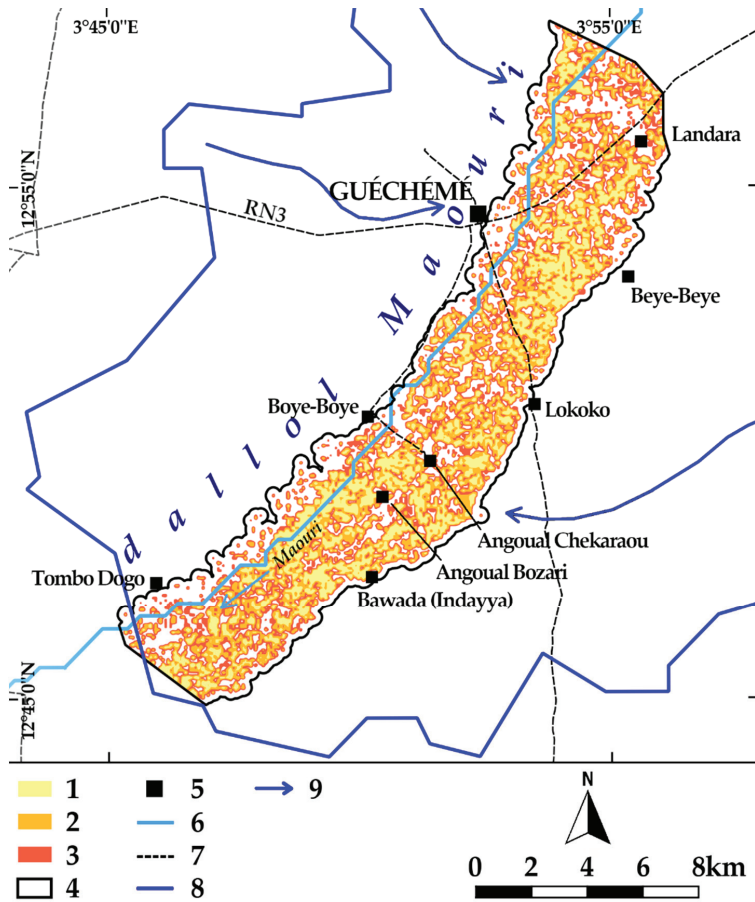 3°45'0"E
3°55'0"E
Landara
12°55'0"N
GUÉCHÉMÉ
RN3
Beye-Beye
dallol Maouri
Boye-Boye
Lokoko
Angoual Chekaraou
Maouri
Angoual Bozari
Tombo Dogo
Bawada (Indayya)
12°45'0"N
1
5
9
2
6
3
7
4
8
N
0 2 4 6 8km